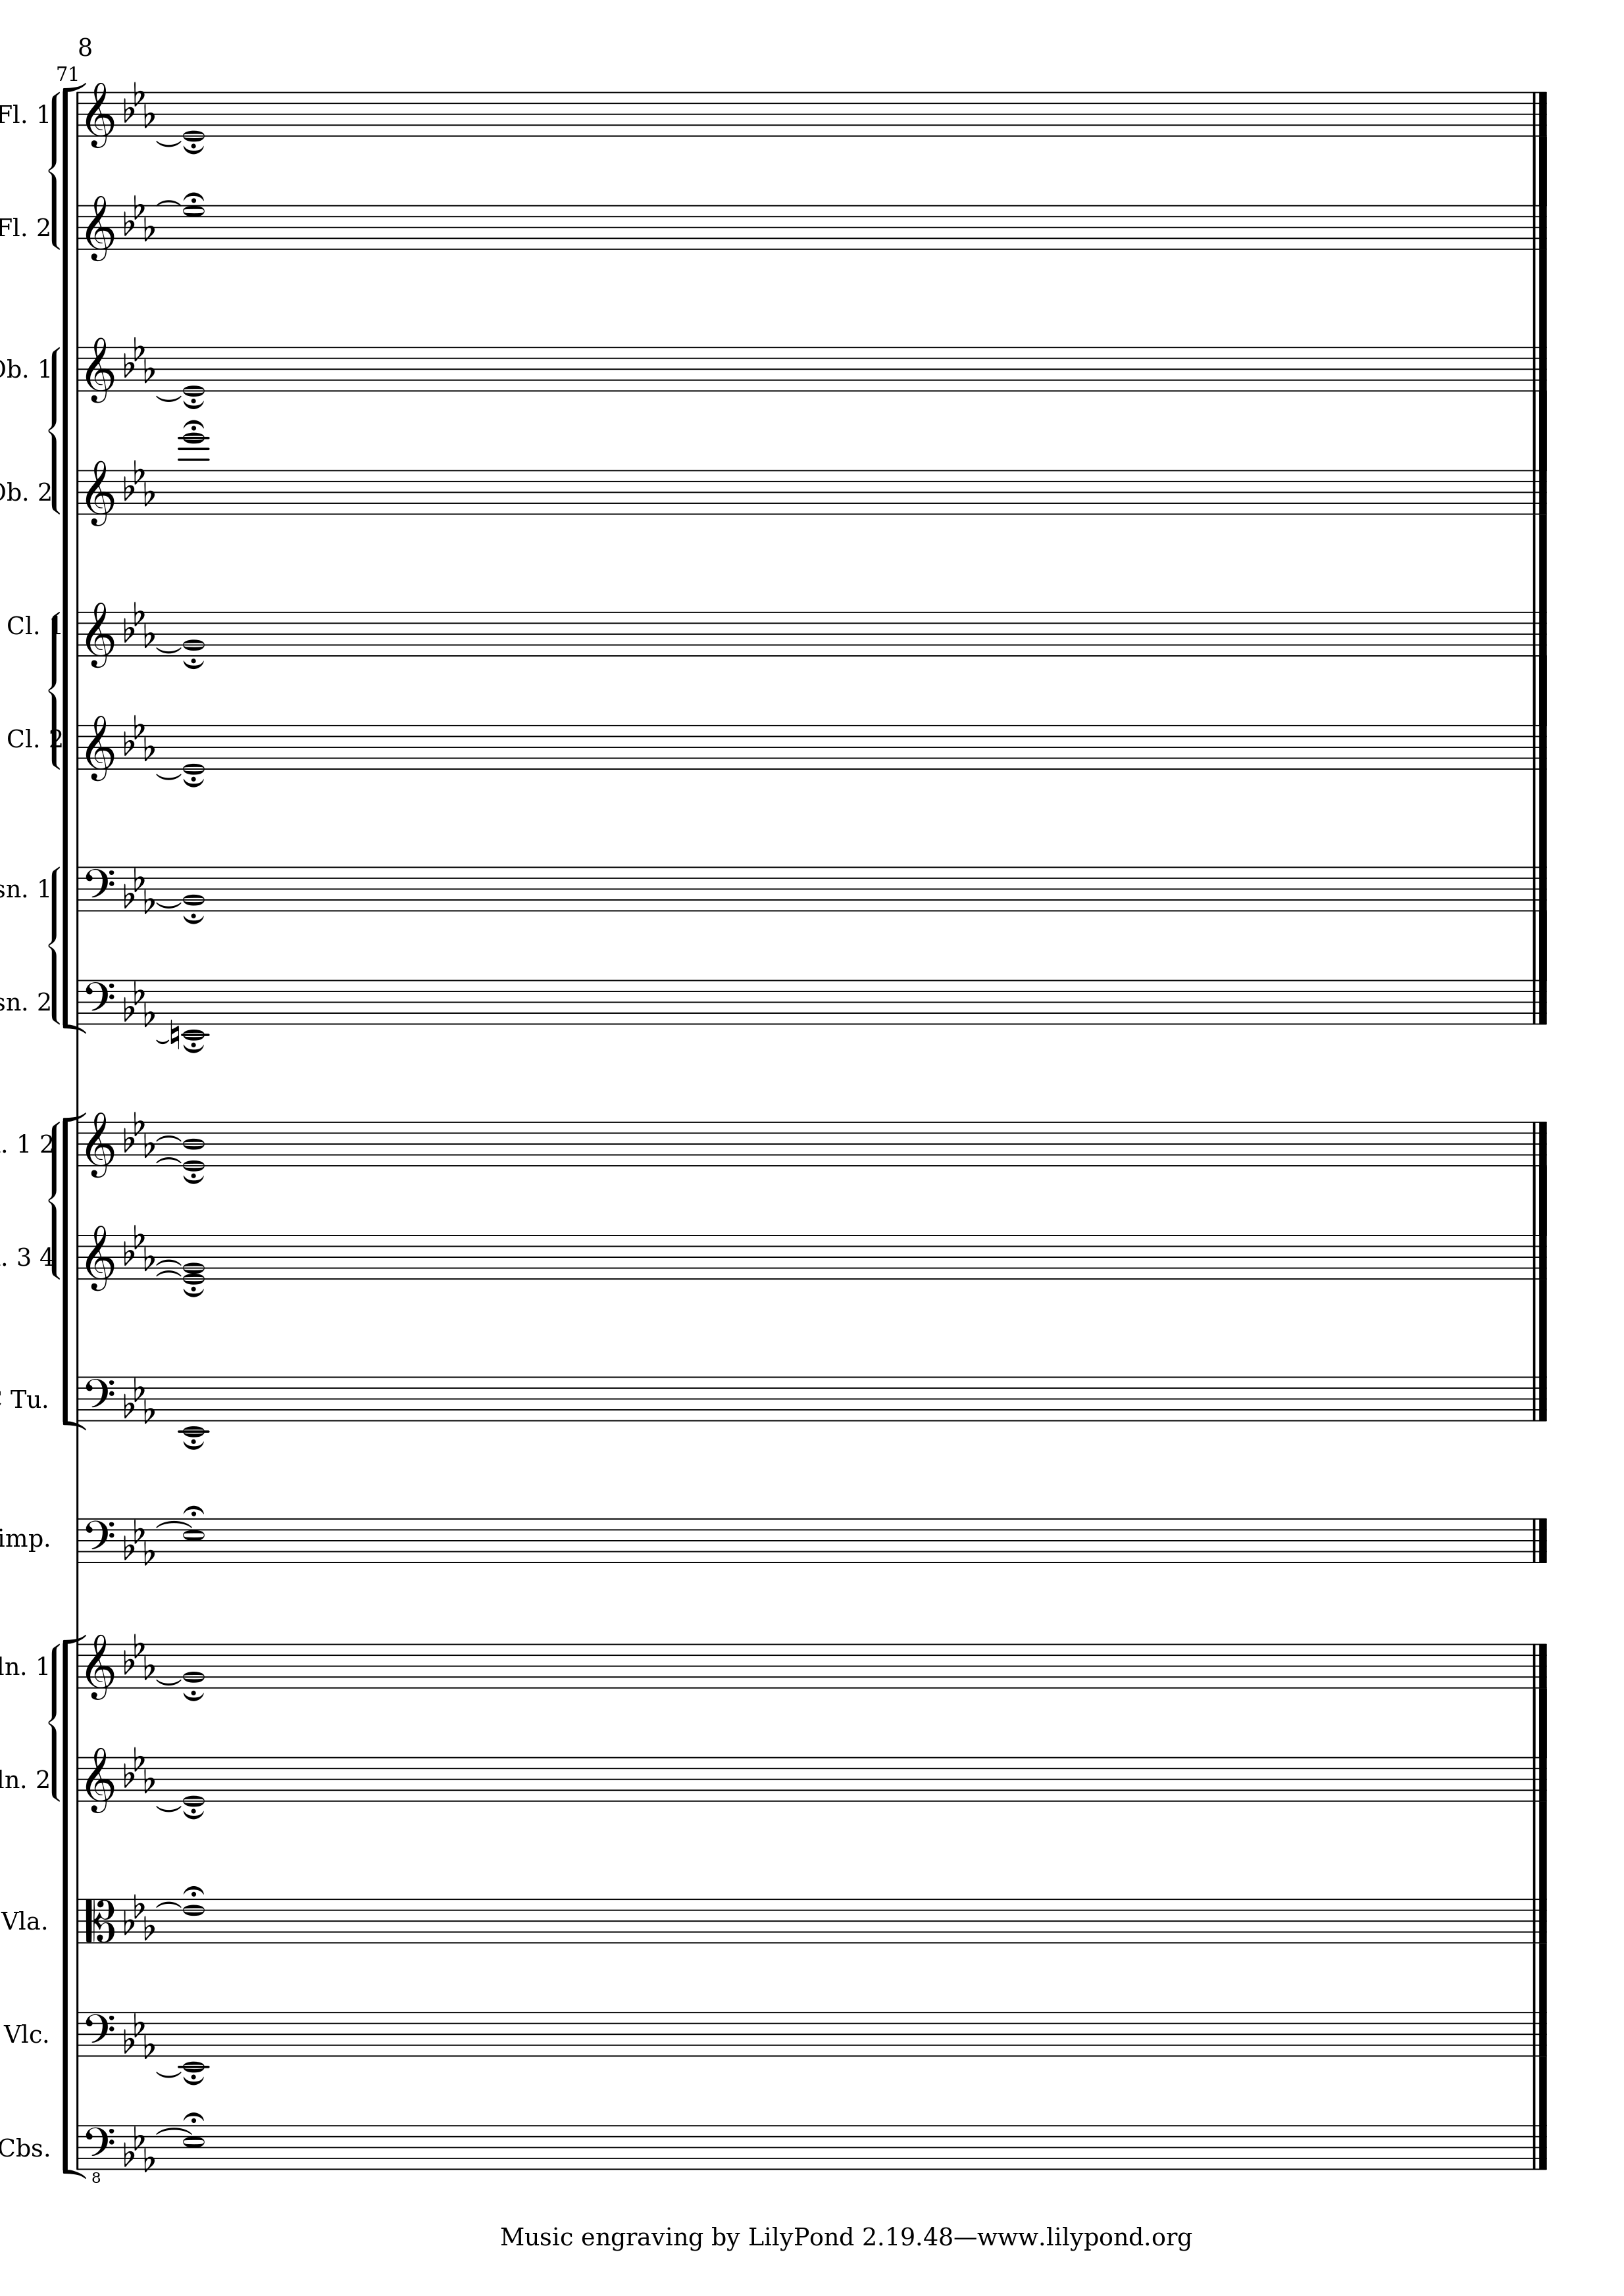 8
71
Fl. 1
Fl. 2
Ob. 1
Ob. 2
Cl. 1
Cl. 2
sn. 1
sn. 2
. 1 2
. 3 4
Tu.
imp.
ln. 1
ln. 2
Vla.
Vlc.
Cbs.
8
Music engraving by LilyPond 2.19.48—www.lilypond.org